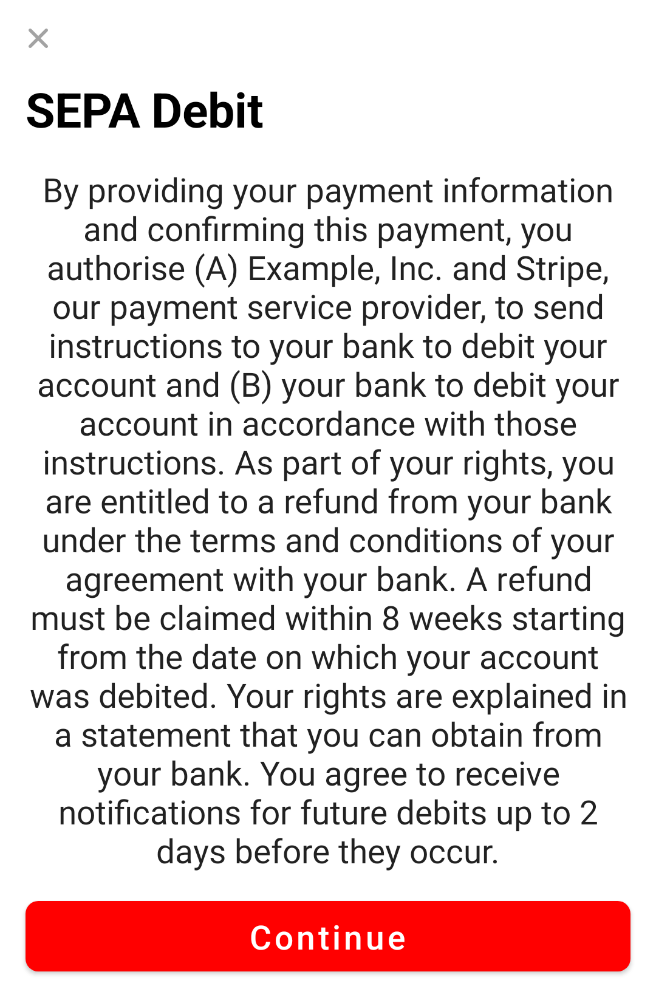 SEPA Debit
By providing your payment information
and confirming this payment, you
authorise (A) Example, Inc. and Stripe,
our payment service provider, to send
instructions to your bank to debit your
account and (B) your bank to debit your
account in accordance with those
instructions. As part of your rights, you
are entitled to a refund from your bank
under the terms and conditions of your
agreement with your bank. A refund
must be claimed within 8 weeks starting
from the date on which your account
was debited. Your rights are explained in
a statement that you can obtain from
your bank. You agree to receive
notifications for future debits up to 2
days before they occur.
Continue